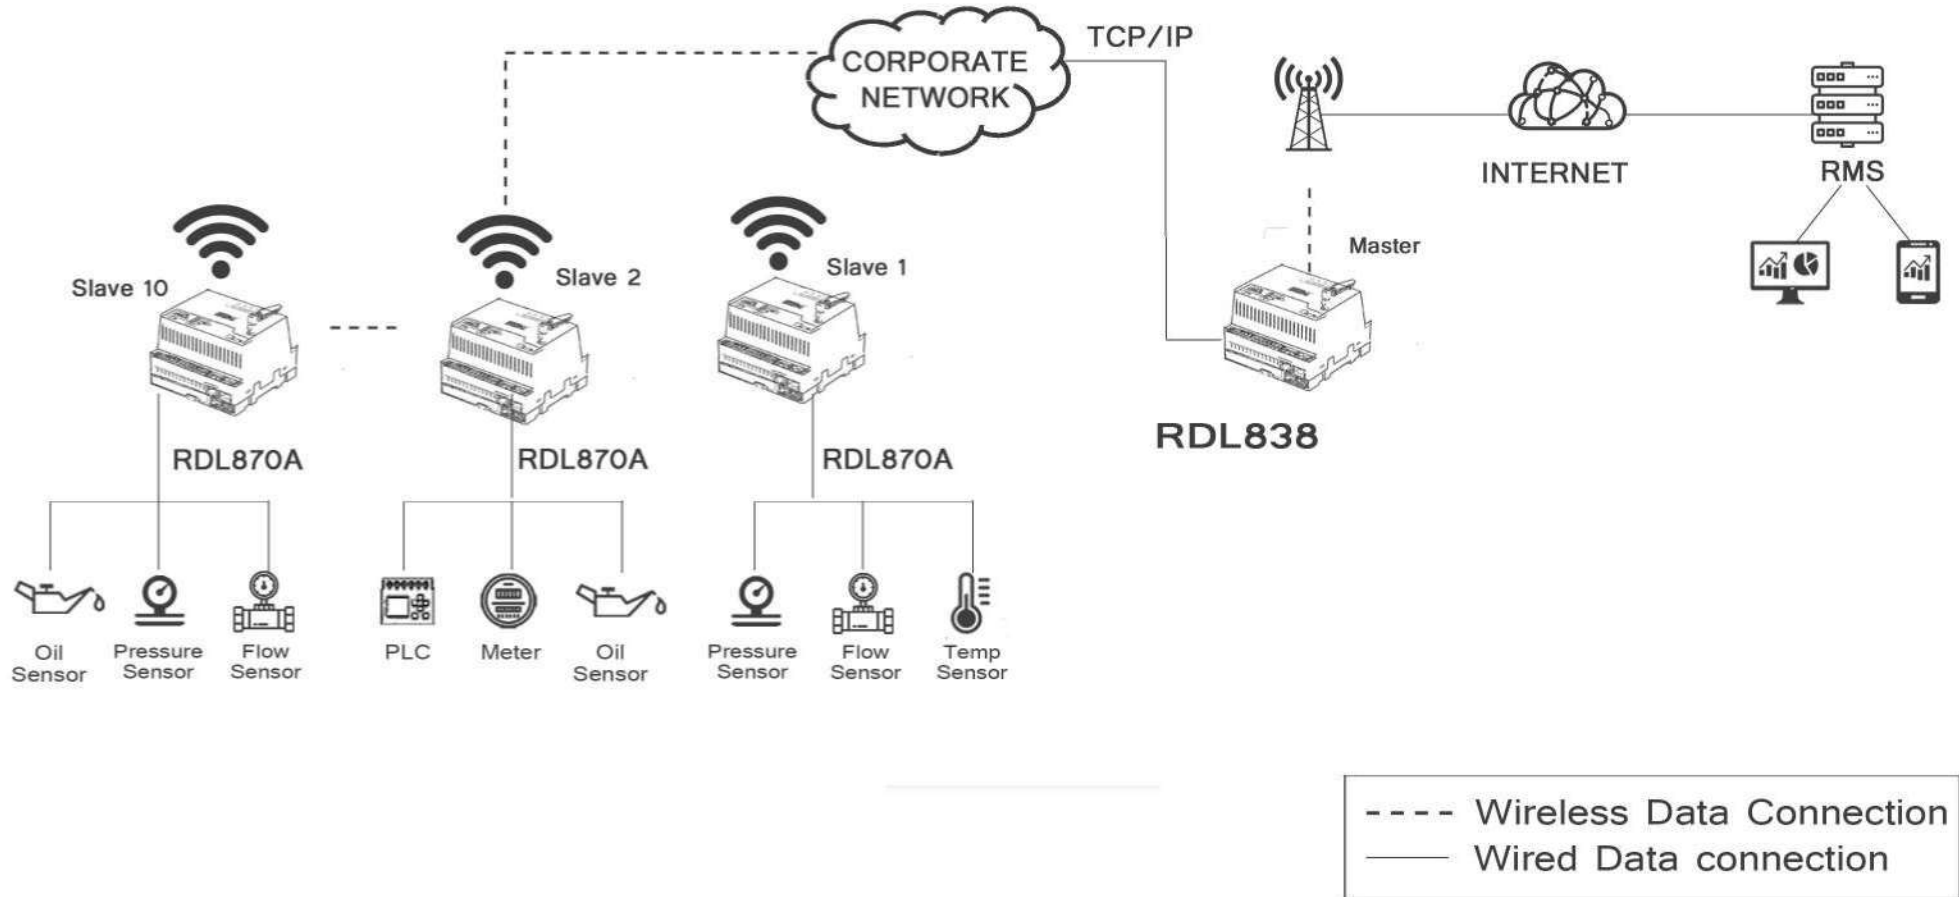 TCP/IP
CORPORATE
NETWORK
INTERNET
RMS
Master
Slave 10
Slave 2
Slave 1
RDL838
RDL870A
RDL870A
RDL870A
Oil
Sensor
Pressure
Sensor
Flow
Sensor
PLC
Meter
Oil
Sensor
Pressure
Sensor
Flow
Sensor
Temp
Sensor
Wireless Data Connection
Wired Data connection